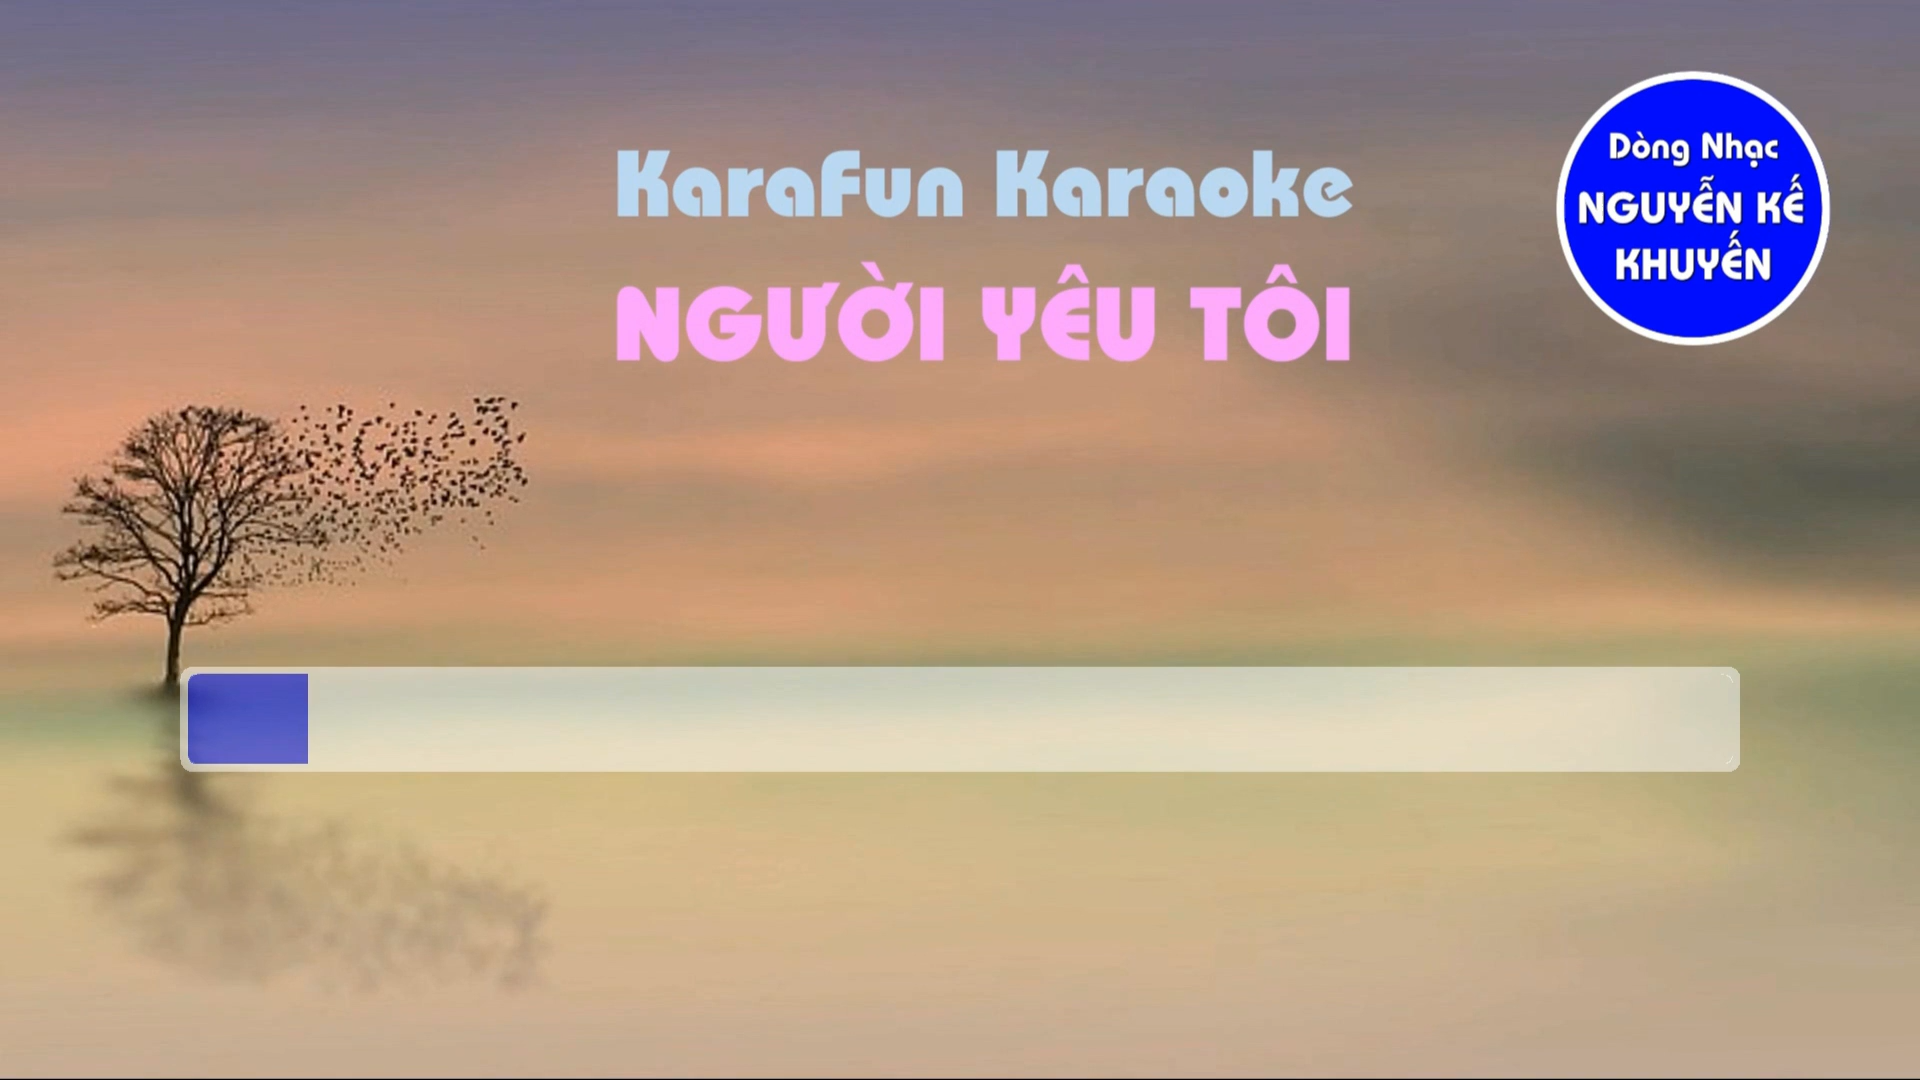 KaraFun Karaoke
NGƯỜI YÊU TÔI
Dòng Nhạc
NGUYỄN KẾ
KHUYẾN